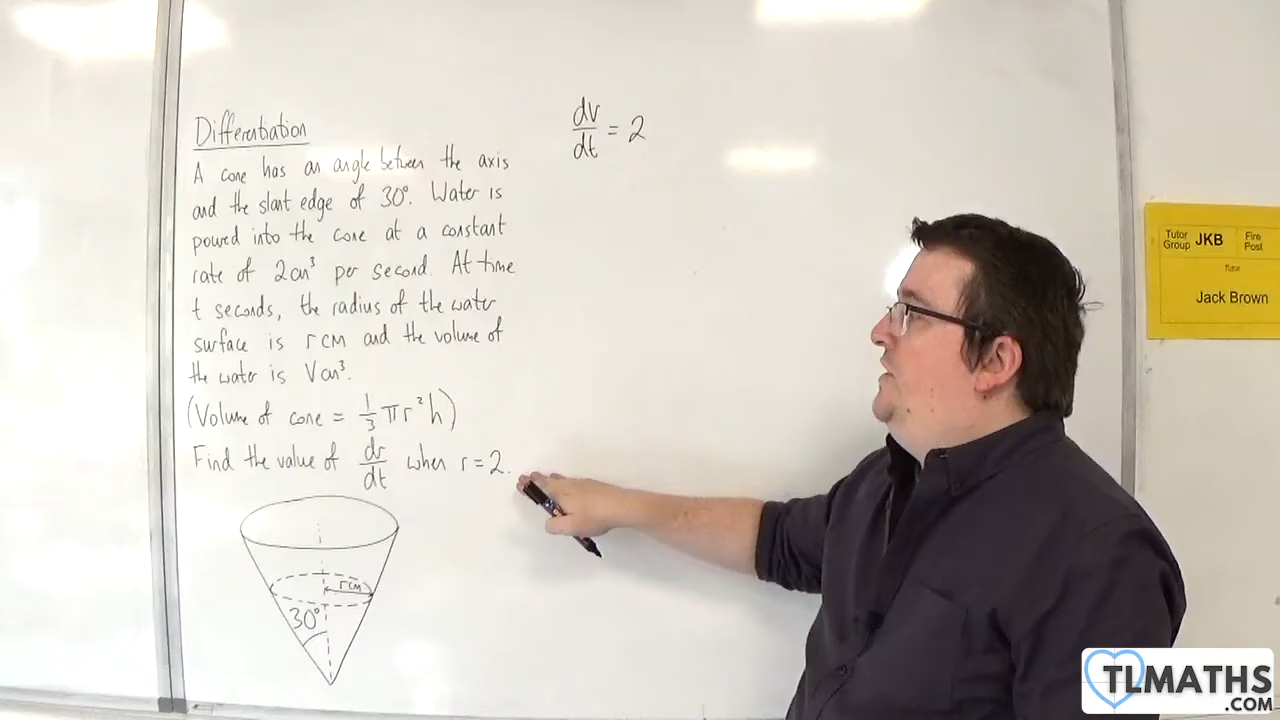 Differentiation
A cone has an angle between the axis
and the slant edge of 30°. Water is
poured into the cone at a constant
rate of 2cm³ per second. At time
t seconds, the radius of the water
surface is r cm and the volume of
the water is Vcm³.
(Volume of cone = 1/3 πr²h)
Find the value of dr/dt when r=2.
r cm
30°
dV/dt = 2
Tutor Group JKB
Fire Post
Tutor
Jack Brown
TLMATHS
.COM